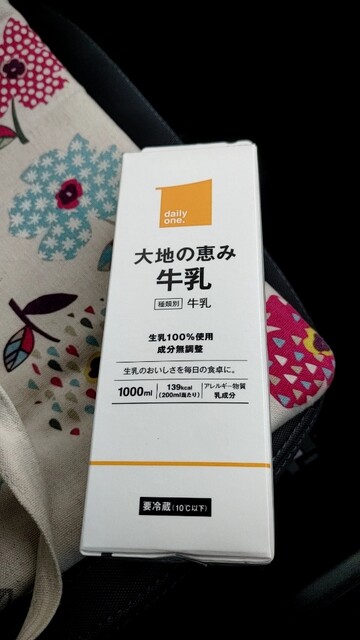 daily
one.
大地の恵み
牛乳
種類別 牛乳
生乳100%使用
成分無調整
生乳のおいしさを毎日の食卓に。
1000ml 139kcal (200ml当たり) アレルギー物質 乳成分
要冷蔵(10℃以下)